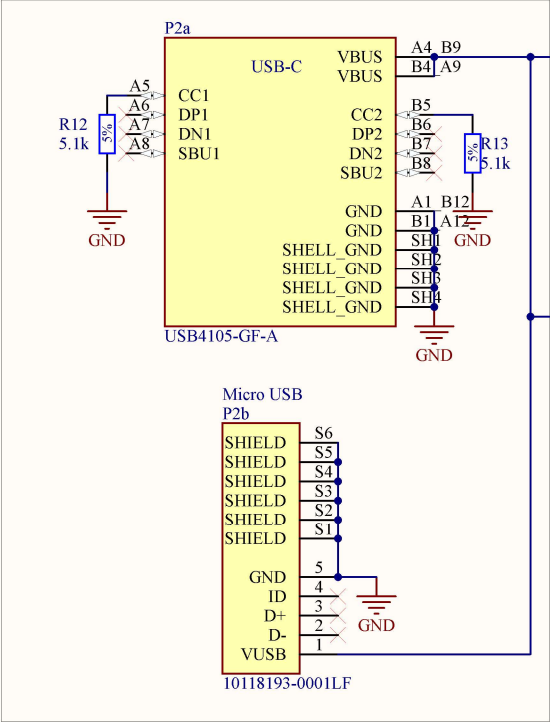 P2a
USB-C
VBUS A4 B9
VBUS B4 A9
A5 CC1
A6 DP1
A7 DN1
A8 SBU1
R12
5.1k
5%
GND
B5 CC2
B6 DP2
B7 DN2
B8 SBU2
R13
5.1k
5%
GND
GND A1 B12
GND B1 A12
SHELL_GND SH1
SHELL_GND SH2
SHELL_GND SH3
SHELL_GND SH4
USB4105-GF-A
GND
Micro USB
P2b
SHIELD S6
SHIELD S5
SHIELD S4
SHIELD S3
SHIELD S2
SHIELD S1
GND 5
ID 4
D+ 3
D- 2
VUSB 1
GND
10118193-0001LF